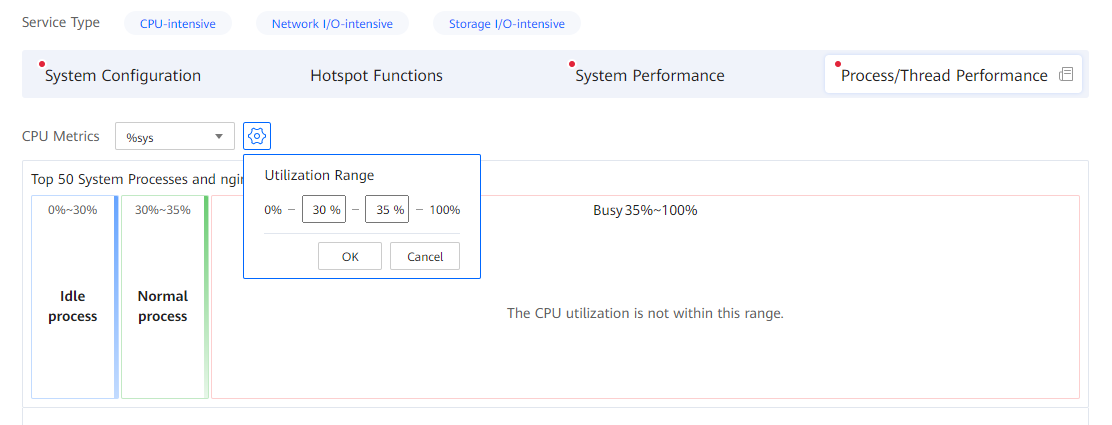 Service Type CPU-intensive Network I/O-intensive Storage I/O-intensive
System Configuration Hotspot Functions System Performance Process/Thread Performance
CPU Metrics %sys
Top 50 System Processes and
Utilization Range
0% – 30 % – 35 % – 100%
OK Cancel
0%~30% 30%~35% Busy 35%~100%
Idle process
Normal process
The CPU utilization is not within this range.